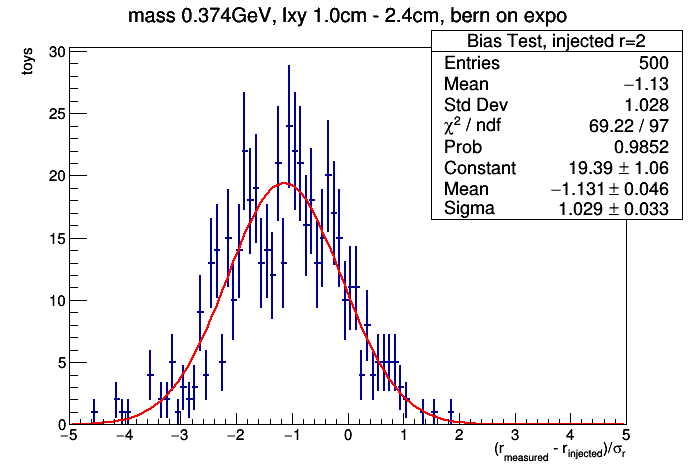 mass 0.374GeV, lxy 1.0cm - 2.4cm, bern on expo
Bias Test, injected r=2
Entries 500
Mean −1.13
Std Dev 1.028
χ² / ndf 69.22 / 97
Prob 0.9852
Constant 19.39 ± 1.06
Mean −1.131 ± 0.046
Sigma 1.029 ± 0.033
toys
30
25
20
15
10
5
0
−5 −4 −3 −2 −1 0 1 2 3 4 5
(r_measured - r_injected)/σ_r